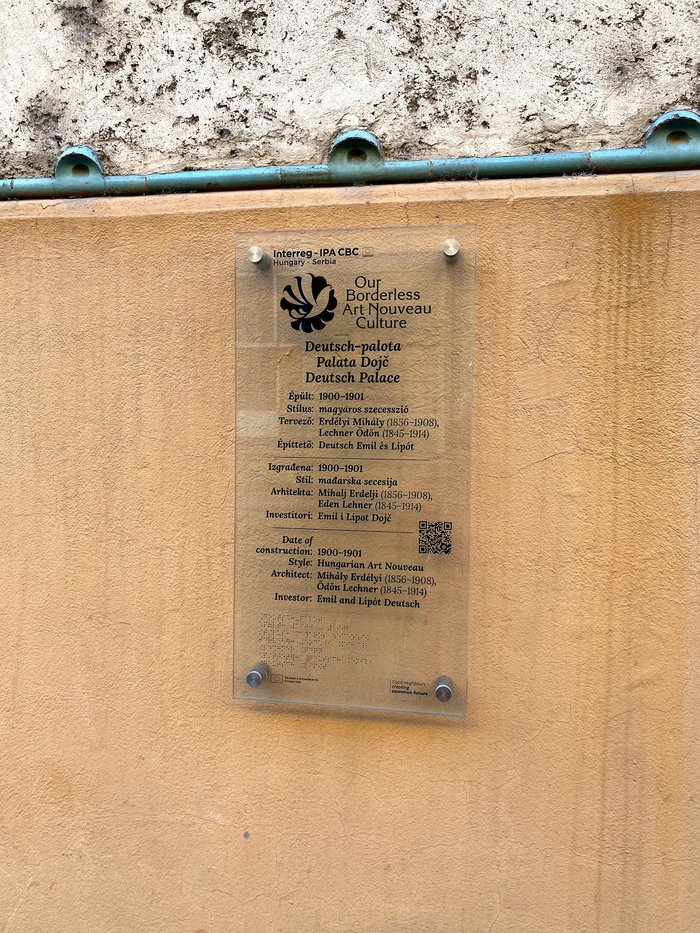 Interreg - IPA CBC
Hungary - Serbia
Our
Borderless
Art Nouveau
Culture
Deutsch-palota
Palata Dojč
Deutsch Palace
Épült: 1900–1901
Stílus: magyaros szecesszió
Tervező: Erdélyi Mihály (1856–1908),
Lechner Ödön (1845–1914)
Építtető: Deutsch Emil és Lipót
Izgrađena: 1900–1901
Stil: mađarska secesija
Arhitekta: Mihalj Erdelji (1856–1908),
Eden Lehner (1845–1914)
Investitori: Emil i Lipot Dojč
Date of
construction: 1900–1901
Style: Hungarian Art Nouveau
Architect: Mihály Erdélyi (1856–1908),
Ödön Lechner (1845–1914)
Investor: Emil and Lipót Deutsch
Good neighbours
creating
common future